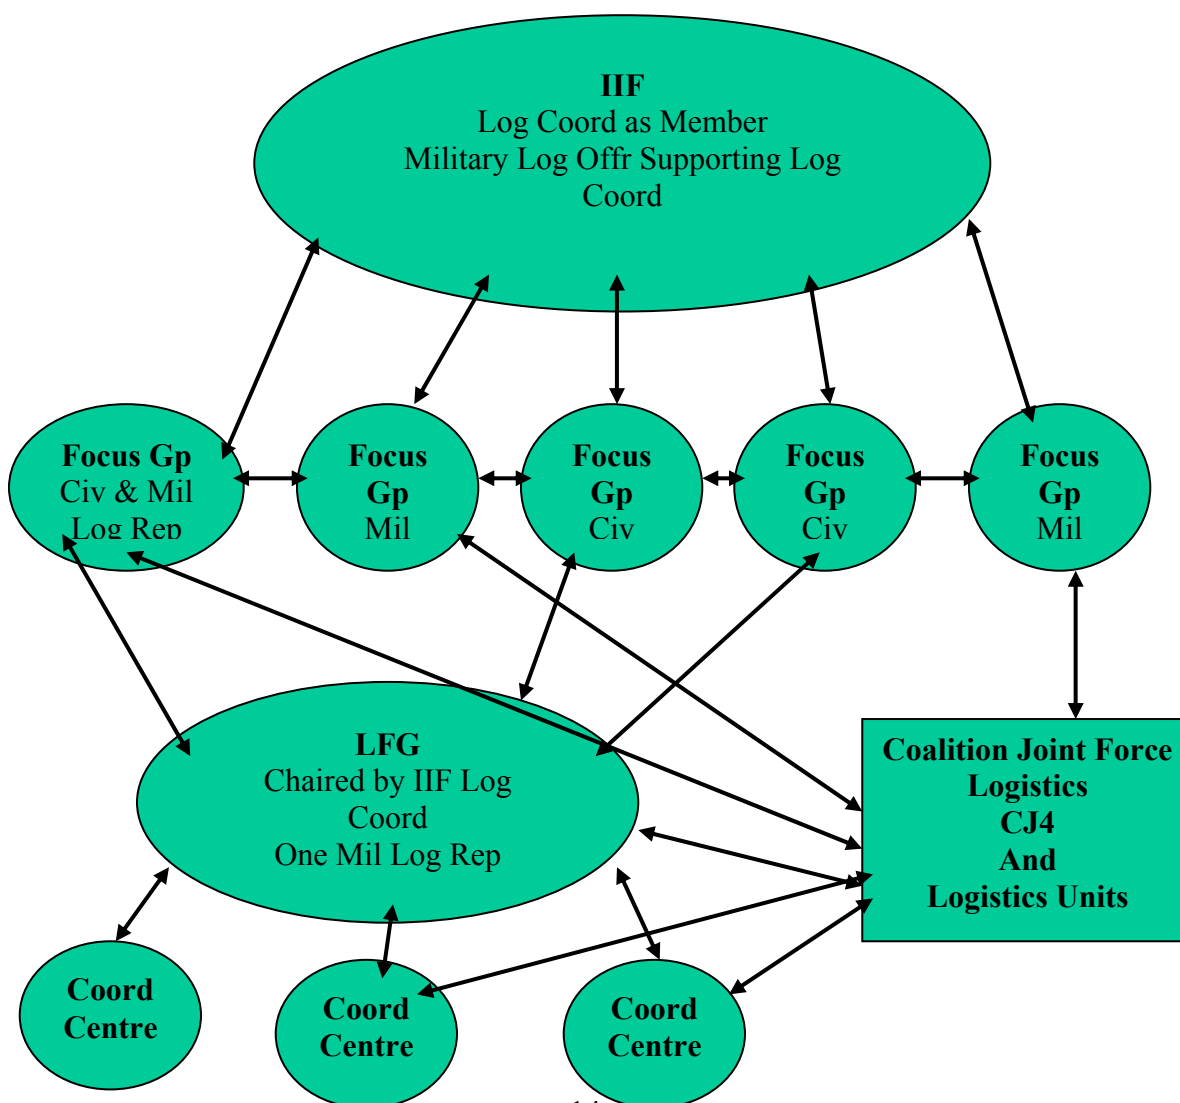 IIF
Log Coord as Member
Military Log Offr Supporting Log
Coord
Focus Gp
Civ & Mil
Log Rep
Focus
Gp
Mil
Focus
Gp
Civ
Focus
Gp
Civ
Focus
Gp
Mil
LFG
Chaired by IIF Log
Coord
One Mil Log Rep
Coalition Joint Force
Logistics
CJ4
And
Logistics Units
Coord
Centre
Coord
Centre
Coord
Centre